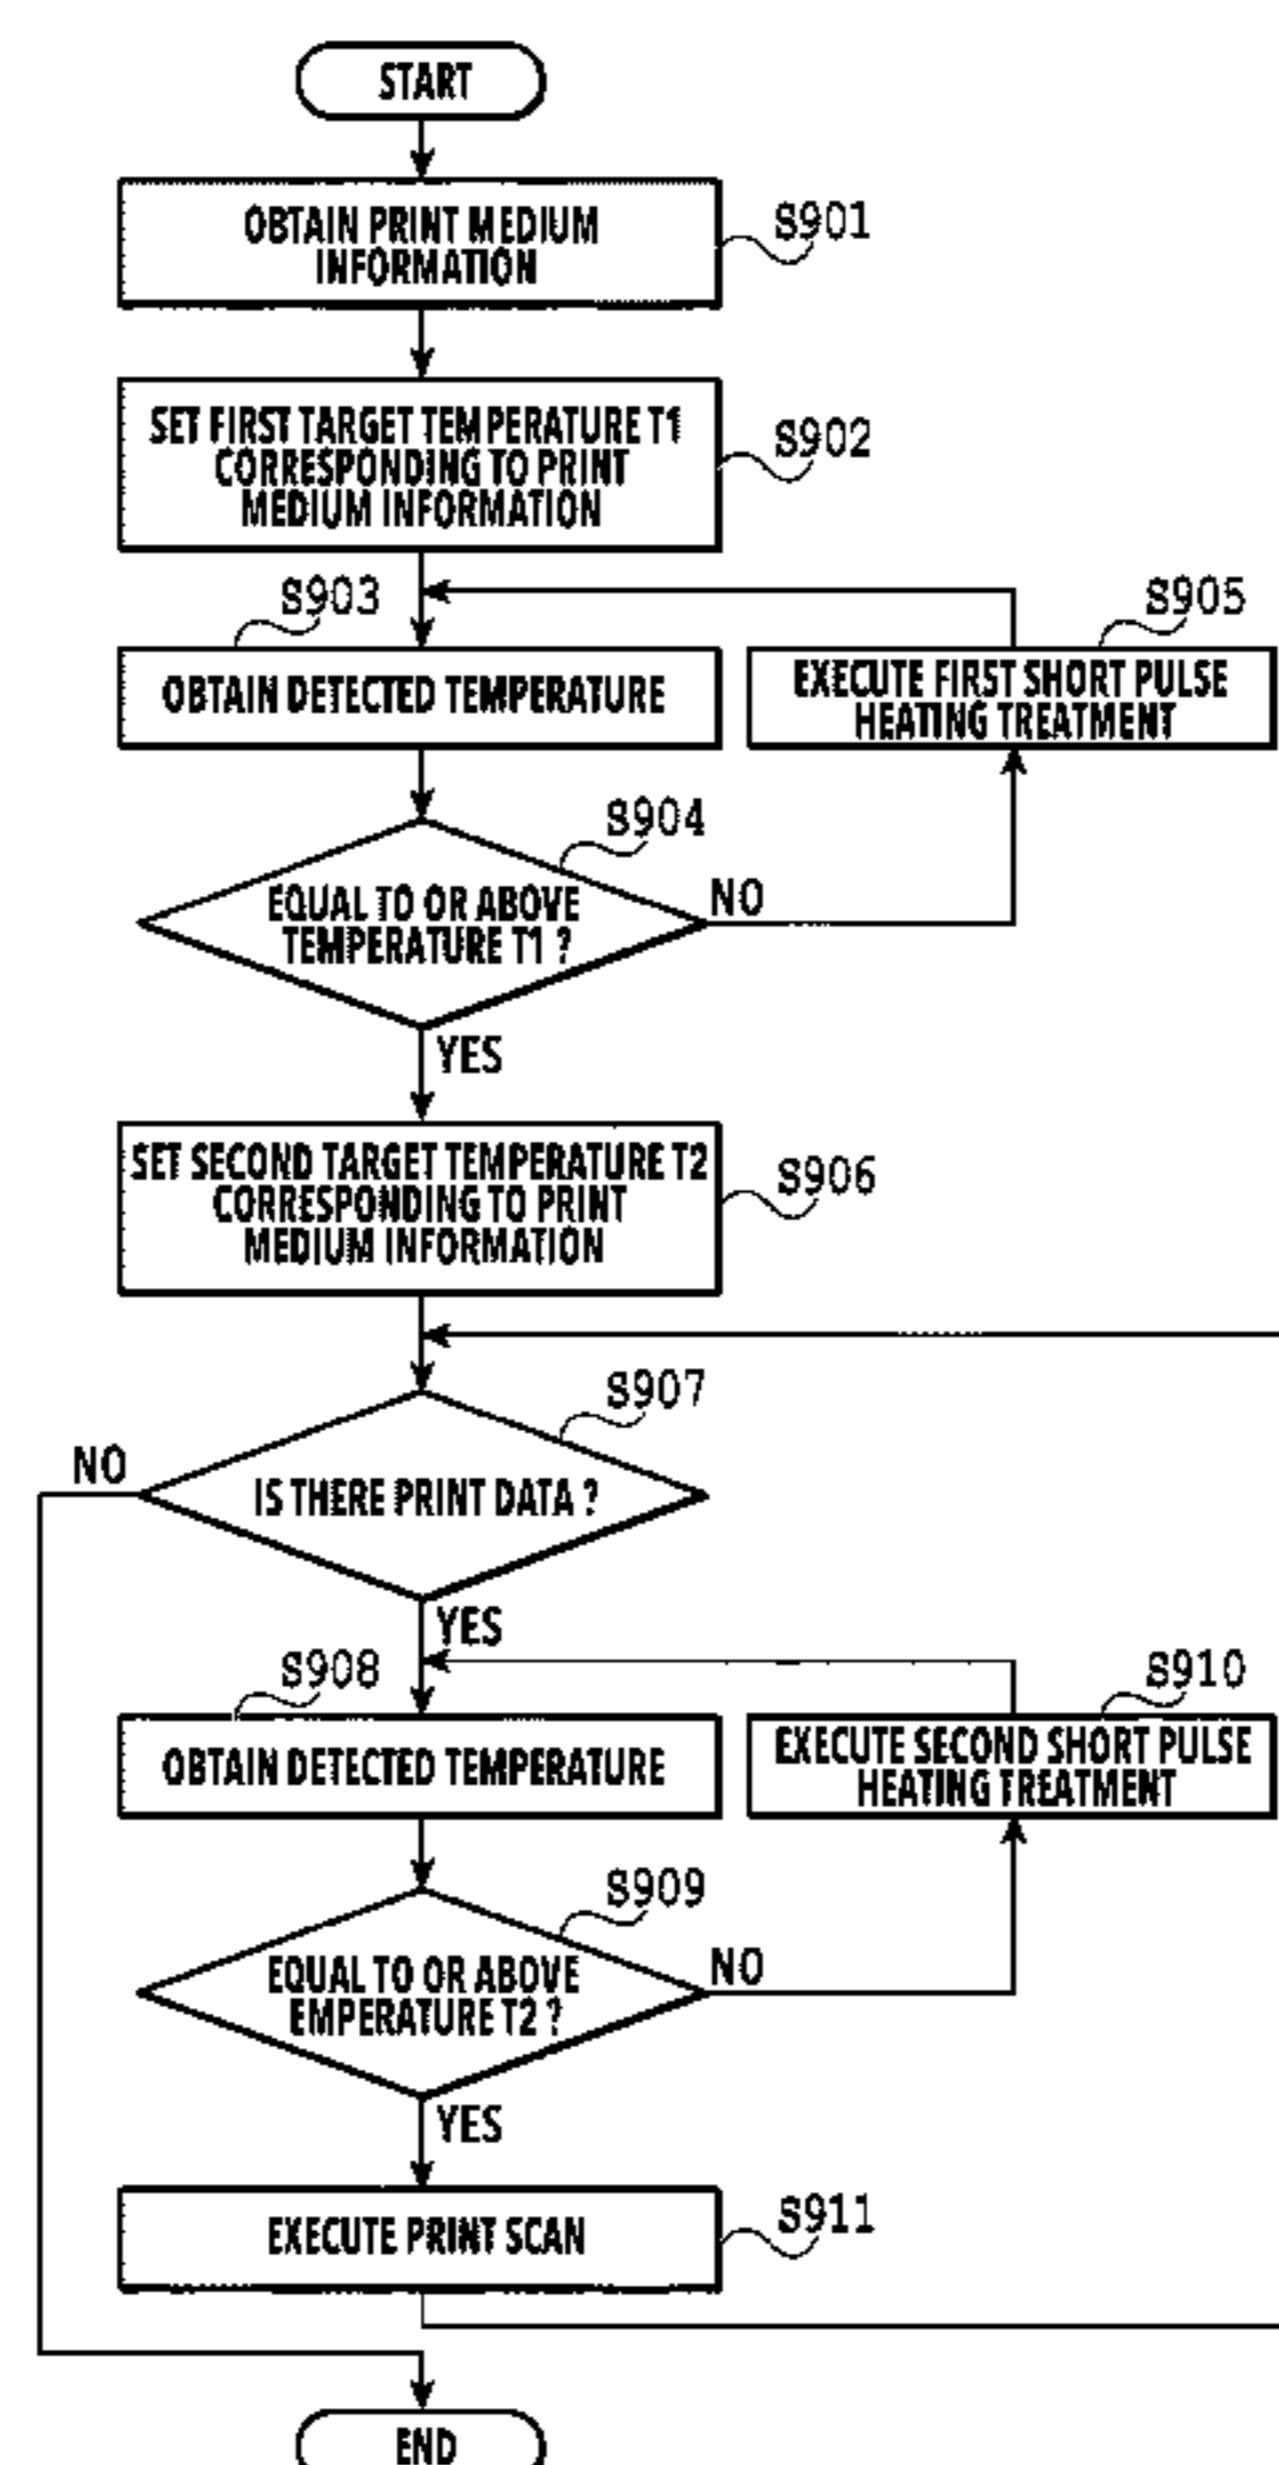 START
OBTAIN PRINT MEDIUM
INFORMATION
S901
SET FIRST TARGET TEMPERATURE T1
CORRESPONDING TO PRINT
MEDIUM INFORMATION
S902
S903
OBTAIN DETECTED TEMPERATURE
S905
EXECUTE FIRST SHORT PULSE
HEATING TREATMENT
S904
EQUAL TO OR ABOVE
TEMPERATURE T1 ?
NO
YES
SET SECOND TARGET TEMPERATURE T2
CORRESPONDING TO PRINT
MEDIUM INFORMATION
S906
S907
IS THERE PRINT DATA ?
NO
YES
S908
OBTAIN DETECTED TEMPERATURE
S910
EXECUTE SECOND SHORT PULSE
HEATING TREATMENT
S909
EQUAL TO OR ABOVE
EMPERATURE T2 ?
NO
YES
EXECUTE PRINT SCAN
S911
END